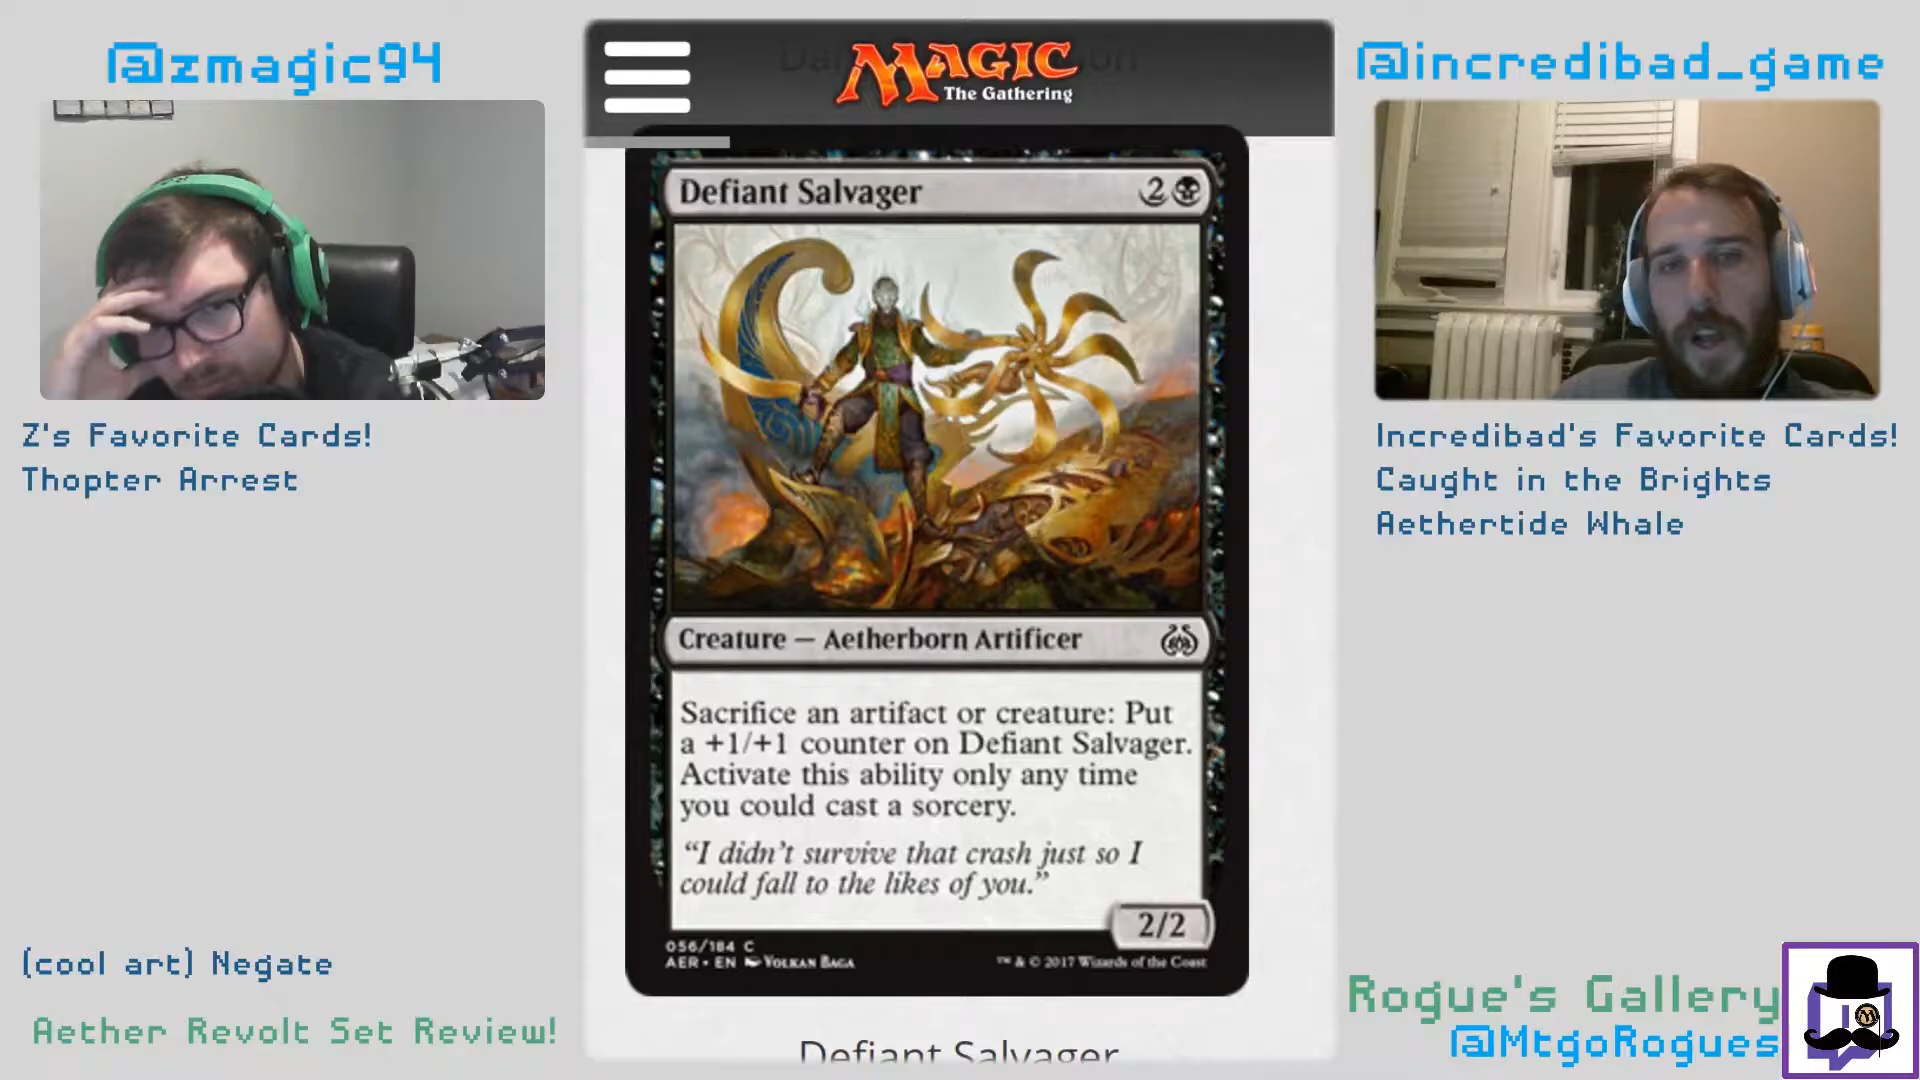 @zmagic94
MAGIC
The Gathering
@incredibad_game
Defiant Salvager 2
Creature — Aetherborn Artificer
Sacrifice an artifact or creature: Put
a +1/+1 counter on Defiant Salvager.
Activate this ability only any time
you could cast a sorcery.
“I didn’t survive that crash just so I
could fall to the likes of you.”
2/2
056/184 C
AER • EN Volkan Baga
™ & © 2017 Wizards of the Coast
Defiant Salvager
Z's Favorite Cards!
Thopter Arrest
Incredibad's Favorite Cards!
Caught in the Brights
Aethertide Whale
(cool art) Negate
Aether Revolt Set Review!
Rogue's Gallery
@MtgoRogues